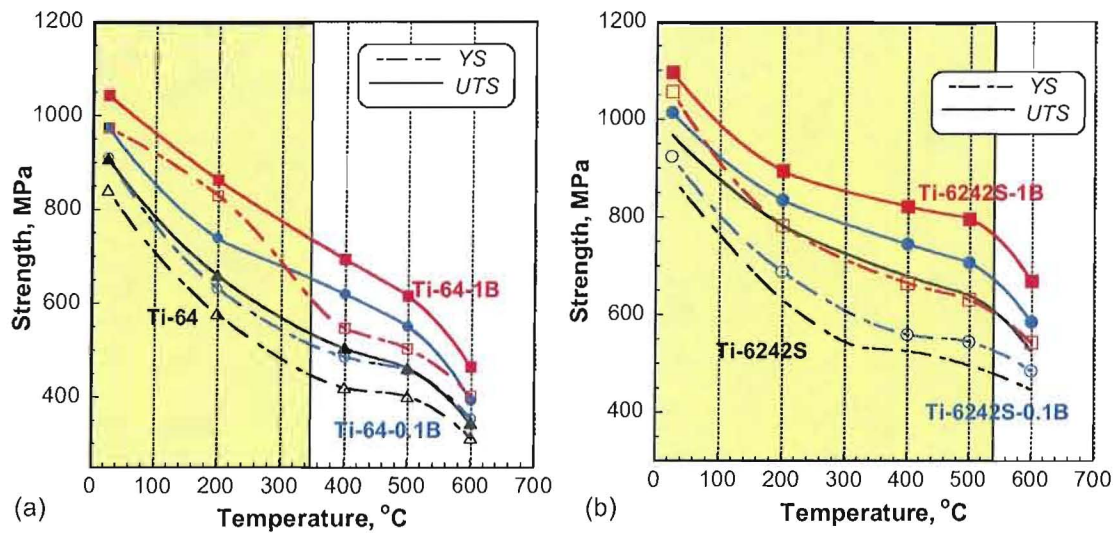 1200
1000
800
600
400
Strength, MPa
YS
UTS
Ti-64-1B
Ti-64
Ti-64-0.1B
0 100 200 300 400 500 600 700
Temperature, °C
(a)
1200
1000
800
600
400
Strength, MPa
YS
UTS
Ti-6242S-1B
Ti-6242S
Ti-6242S-0.1B
0 100 200 300 400 500 600 700
Temperature, °C
(b)